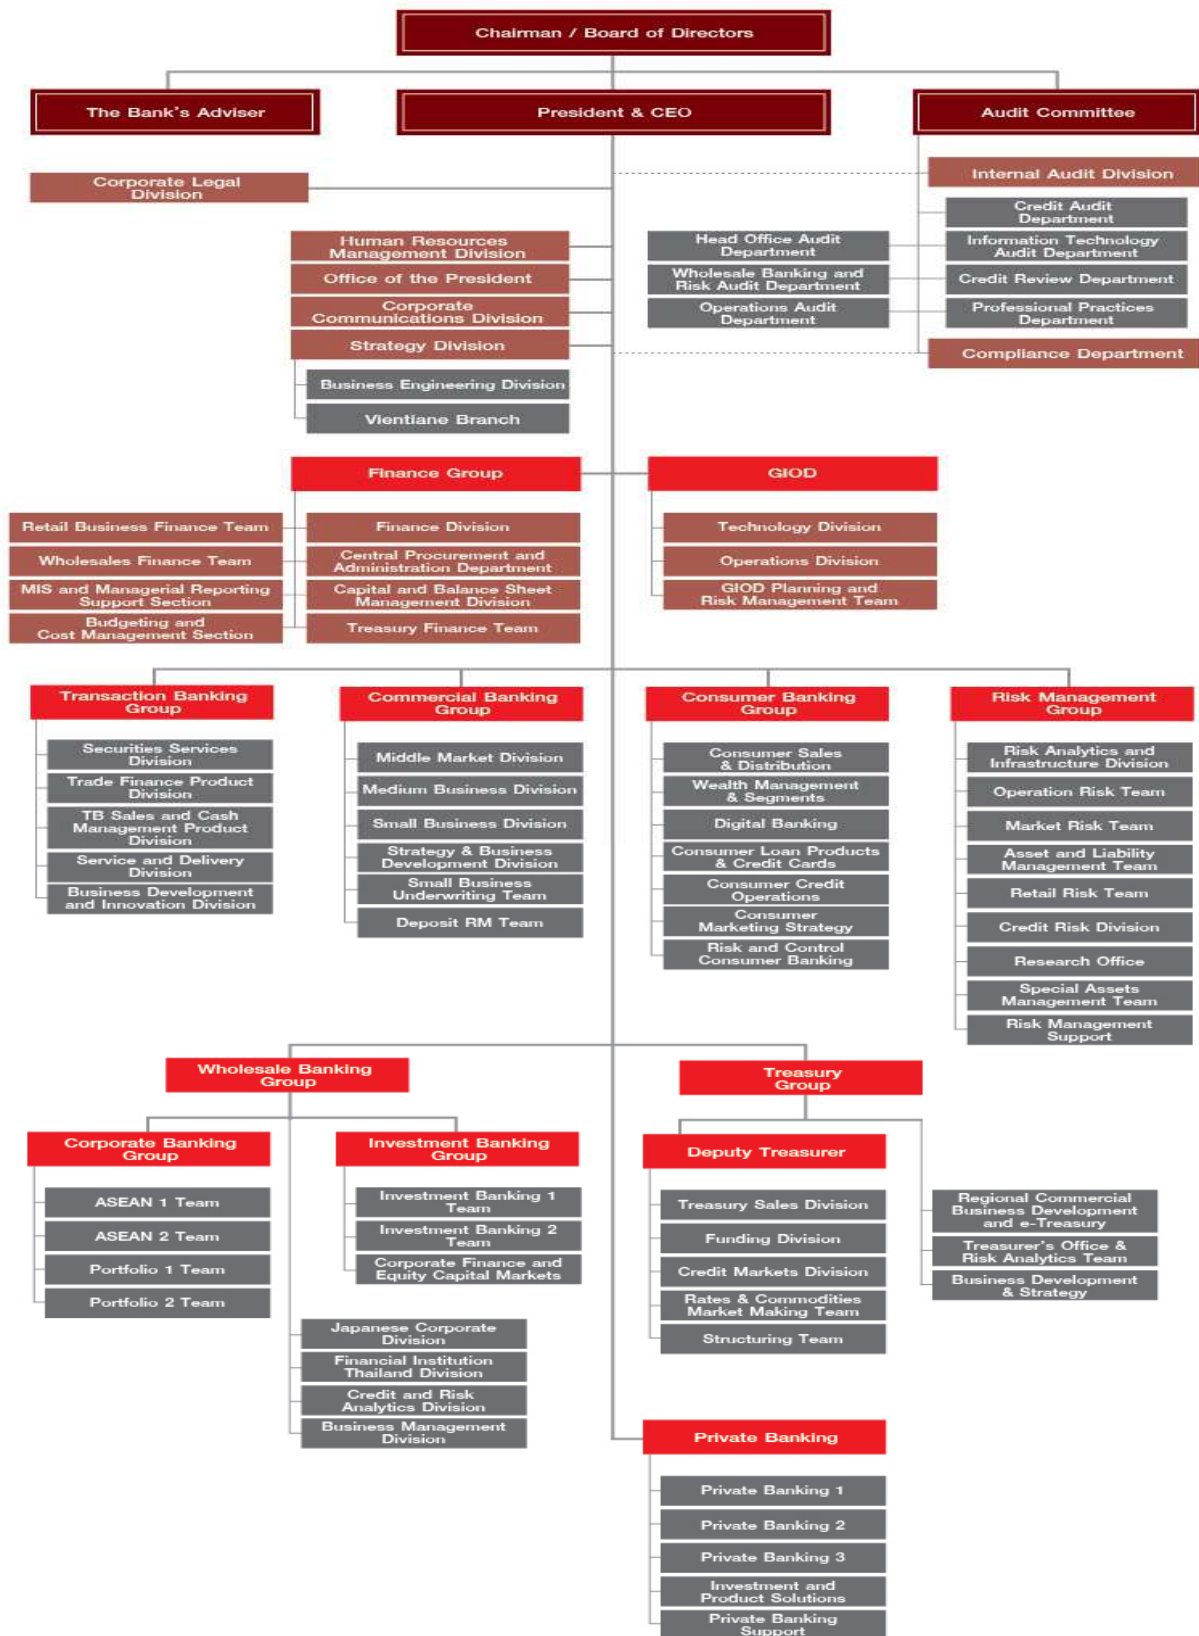 Chairman / Board of Directors
The Bank's Adviser
President & CEO
Audit Committee
Corporate Legal
Division
Internal Audit Division
Credit Audit
Department
Human Resources
Management Division
Head Office Audit
Department
Information Technology
Audit Department
Office of the President
Wholesale Banking and
Risk Audit Department
Credit Review Department
Corporate
Communications Division
Operations Audit
Department
Professional Practices
Department
Strategy Division
Compliance Department
Business Engineering Division
Vientiane Branch
Finance Group
GIOD
Retail Business Finance Team
Finance Division
Technology Division
Wholesales Finance Team
Central Procurement and
Administration Department
Operations Division
MIS and Managerial Reporting
Support Section
Capital and Balance Sheet
Management Division
GIOD Planning and
Risk Management Team
Budgeting and
Cost Management Section
Treasury Finance Team
Transaction Banking
Group
Securities Services
Division
Trade Finance Product
Division
TB Sales and Cash
Management Product
Division
Service and Delivery
Division
Business Development
and Innovation Division
Commercial Banking
Group
Middle Market Division
Medium Business Division
Small Business Division
Strategy & Business
Development Division
Small Business
Underwriting Team
Deposit RM Team
Consumer Banking
Group
Consumer Sales
& Distribution
Wealth Management
& Segments
Digital Banking
Consumer Loan Products
& Credit Cards
Consumer Credit
Operations
Consumer
Marketing Strategy
Risk and Control
Consumer Banking
Risk Management
Group
Risk Analytics and
Infrastructure Division
Operation Risk Team
Market Risk Team
Asset and Liability
Management Team
Retail Risk Team
Credit Risk Division
Research Office
Special Assets
Management Team
Risk Management
Support
Wholesale Banking
Group
Corporate Banking
Group
ASEAN 1 Team
ASEAN 2 Team
Portfolio 1 Team
Portfolio 2 Team
Investment Banking
Group
Investment Banking 1
Team
Investment Banking 2
Team
Corporate Finance and
Equity Capital Markets
Japanese Corporate
Division
Financial Institution
Thailand Division
Credit and Risk
Analytics Division
Business Management
Division
Treasury
Group
Deputy Treasurer
Treasury Sales Division
Funding Division
Credit Markets Division
Rates & Commodities
Market Making Team
Structuring Team
Regional Commercial
Business Development
and e-Treasury
Treasurer's Office &
Risk Analytics Team
Business Development
& Strategy
Private Banking
Private Banking 1
Private Banking 2
Private Banking 3
Investment and
Product Solutions
Private Banking
Support